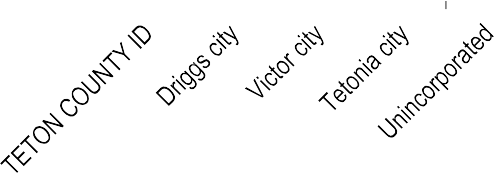 TETON COUNTY ID
Driggs city
Victor city
Tetonia city
Unincorporated